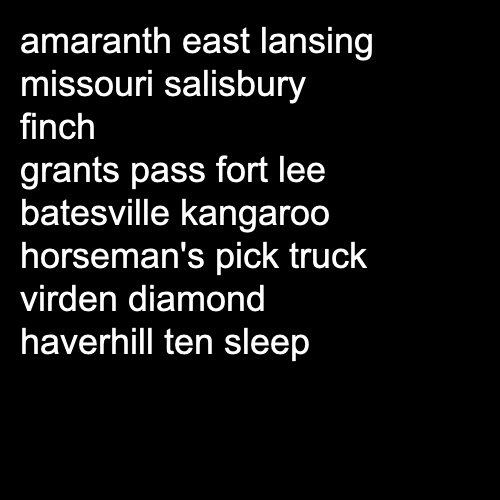 amaranth east lansing
missouri salisbury
finch
grants pass fort lee
batesville kangaroo
horseman's pick truck
virden diamond
haverhill ten sleep